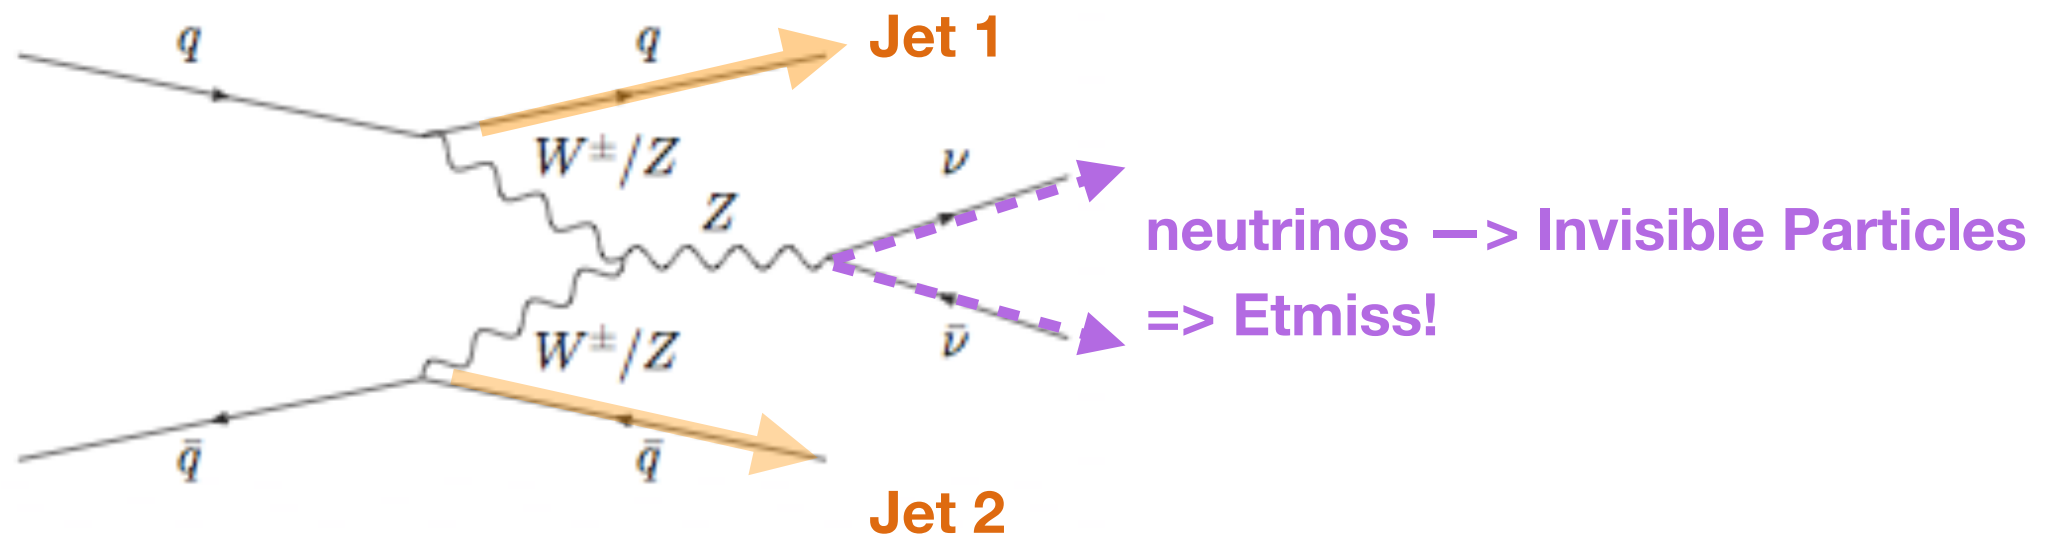 q
q
Jet 1
W±/Z
ν
Z
neutrinos —> Invisible Particles
=> Etmiss!
W±/Z
ν̄
q̄
q̄
Jet 2